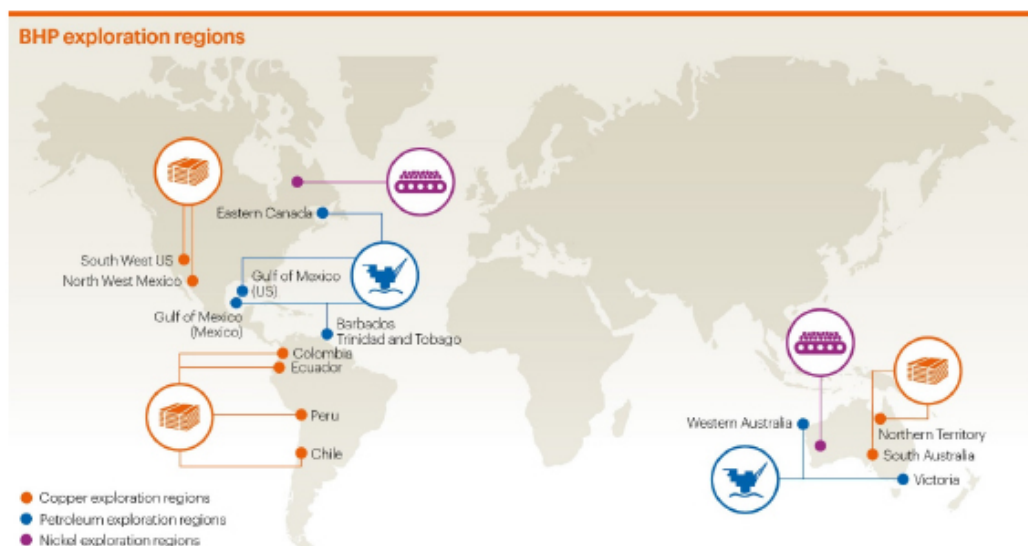 BHP exploration regions
Eastern Canada
South West US
North West Mexico
Gulf of Mexico
(US)
Gulf of Mexico
(Mexico)
Barbados
Trinidad and Tobago
Colombia
Ecuador
Peru
Chile
Western Australia
Northern Territory
South Australia
Victoria
Copper exploration regions
Petroleum exploration regions
Nickel exploration regions